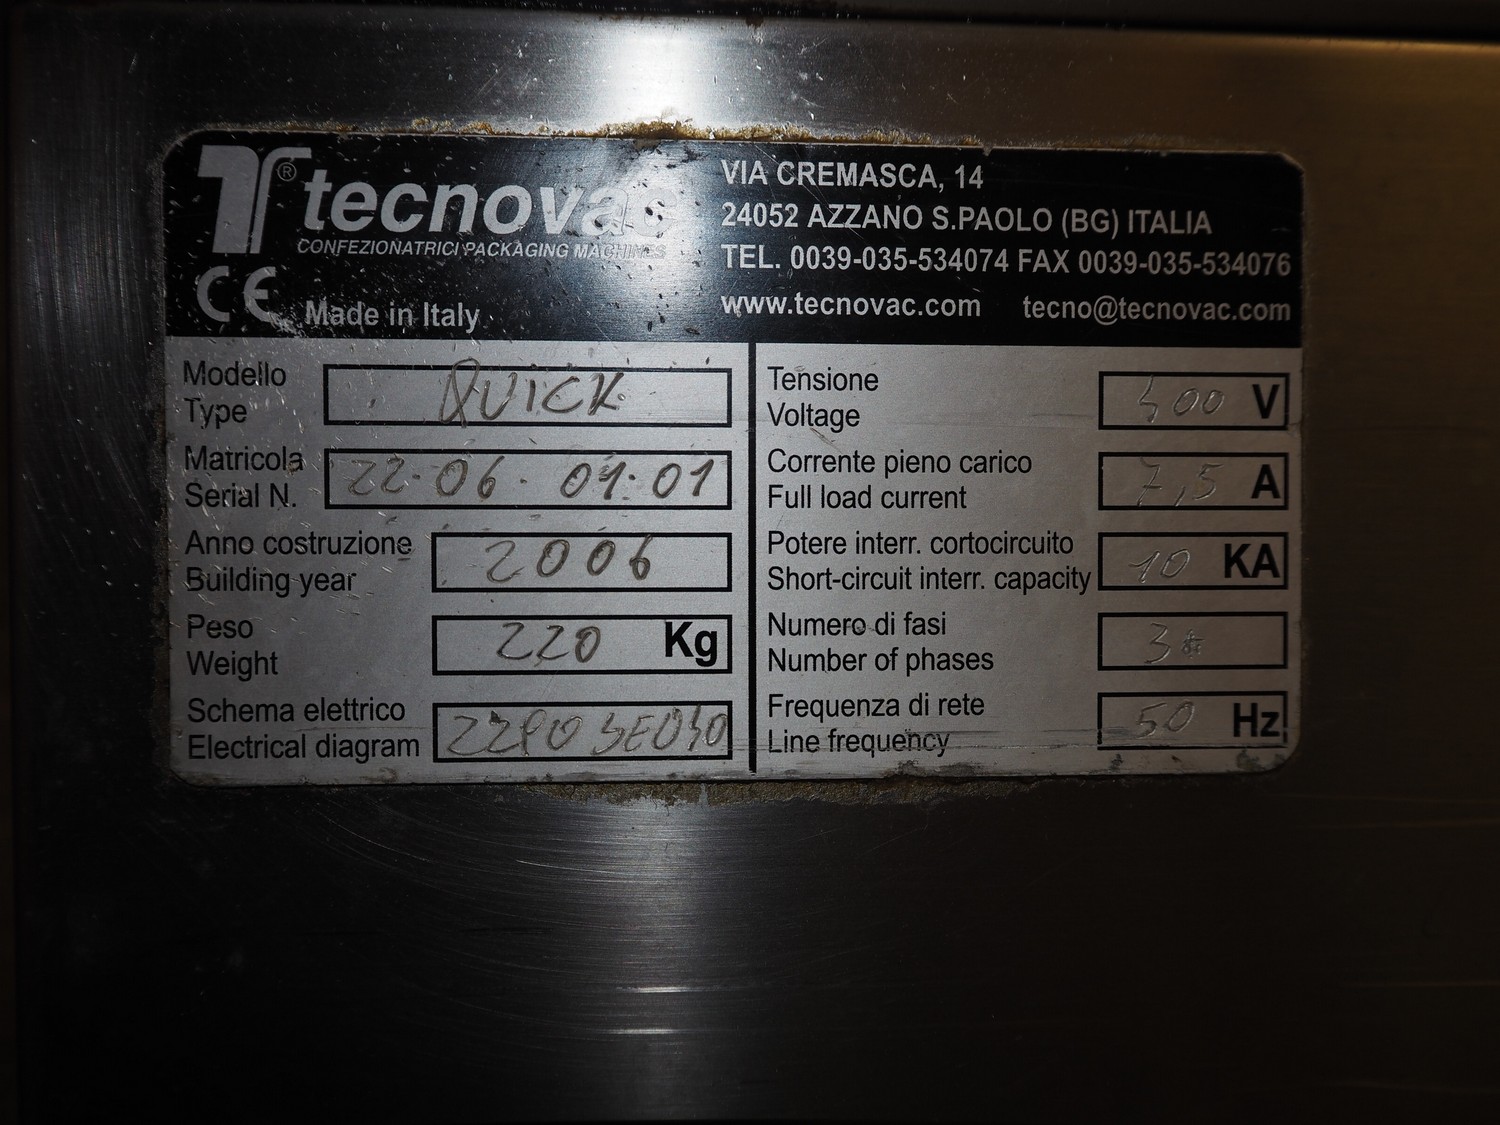 tecnovac
CONFEZIONATRICI PACKAGING MACHINES
CE Made in Italy
VIA CREMASCA, 14
24052 AZZANO S.PAOLO (BG) ITALIA
TEL. 0039-035-534074 FAX 0039-035-534076
www.tecnovac.com tecno@tecnovac.com
Modello
Type
QUICK
Matricola
Serial N.
22-06. 04.01
Anno costruzione
Building year
2006
Peso
Weight
220 Kg
Schema elettrico
Electrical diagram
Tensione
Voltage
400 V
Corrente pieno carico
Full load current
7,5 A
Potere interr. cortocircuito
Short-circuit interr. capacity
10 KA
Numero di fasi
Number of phases
3
Frequenza di rete
Line frequency
50 Hz